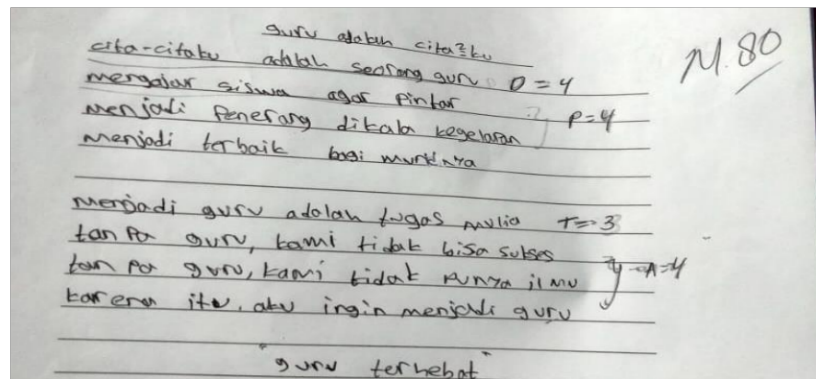 guru adalah cita²ku
cita-citaku adalah seorang guru O = 4
mengajar siswa agar pintar
menjadi Penerang dikala kegelapan P = 4
menjadi terbaik bagi muridnya
N. 80
menjadi guru adalah tugas mulia T = 3
tanpa guru, kami tidak bisa sukses
tanpa guru, kami tidak punya ilmu A = 4
karena itu, aku ingin menjadi guru
"guru terhebat"